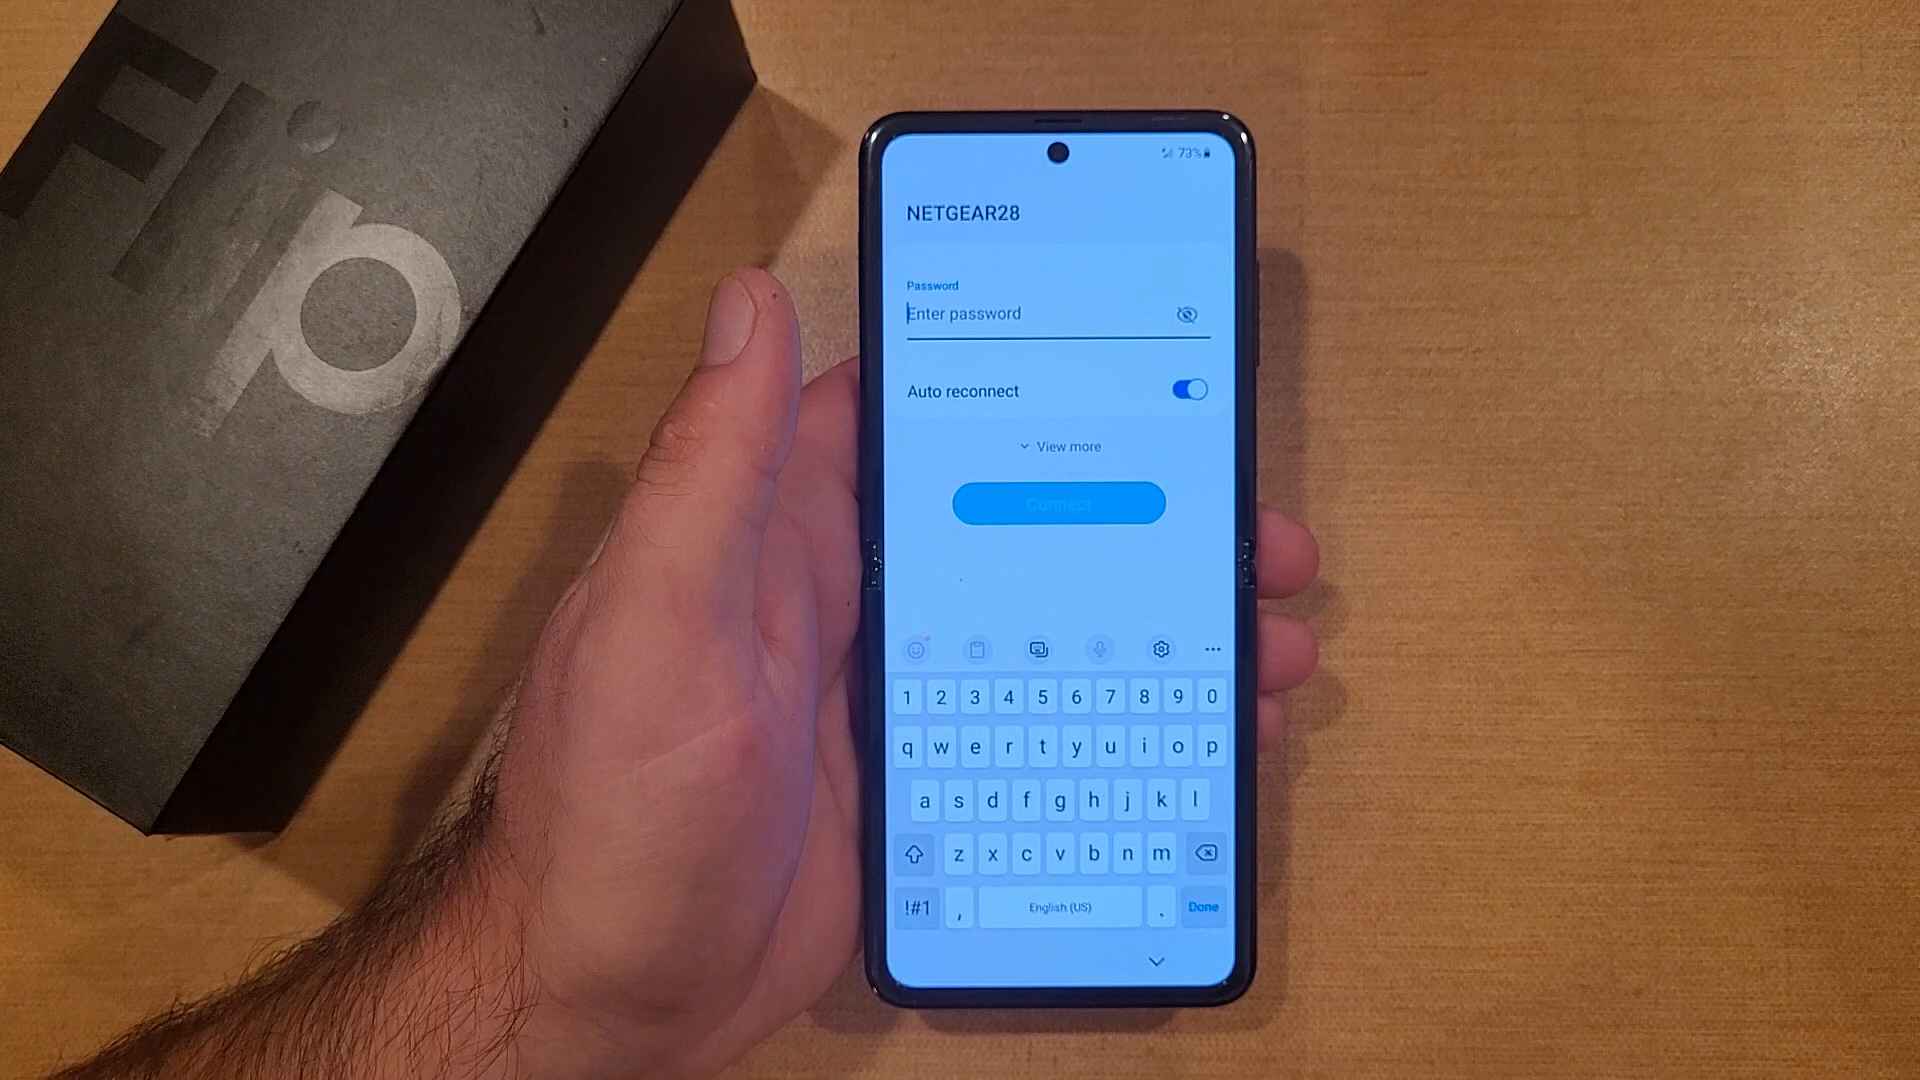 Flip
73%
NETGEAR28
Password
Enter password
Auto reconnect
View more
Connect
1 2 3 4 5 6 7 8 9 0
q w e r t y u i o p
a s d f g h j k l
z x c v b n m
!#1 , English (US) . Done